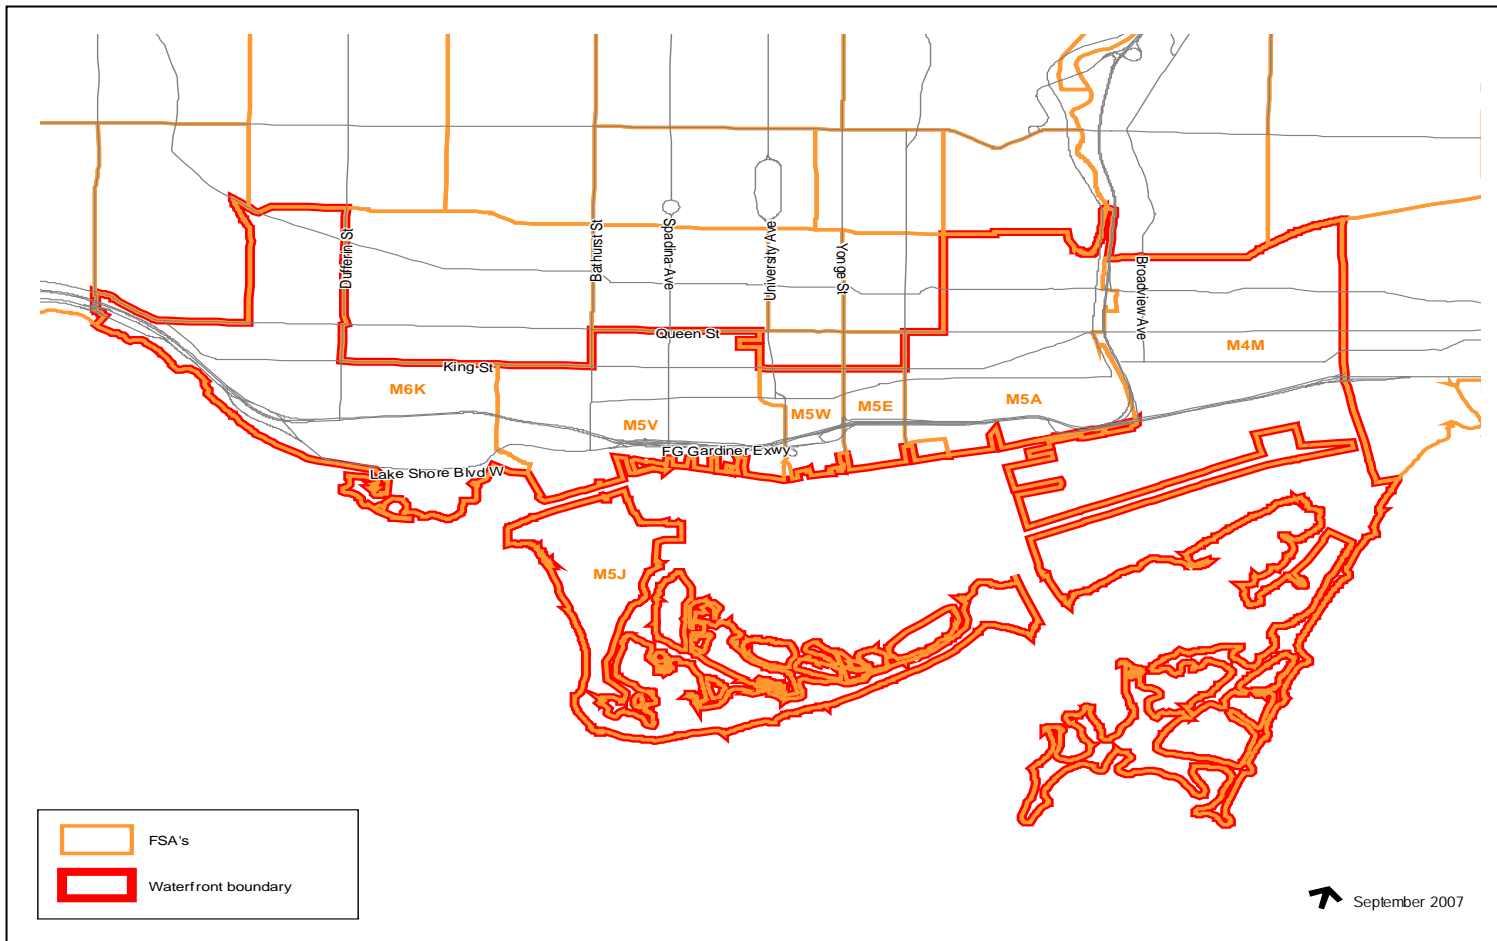 Dufferin St
Bathurst St
Spadina Ave
University Ave
Yonge St
Broadview Ave
Queen St
King St
M4M
M6K
M5V
M5W
M5E
M5A
FG Gardiner Exwy
Lake Shore Blvd W
M5J
FSA's
Waterfront boundary
September 2007